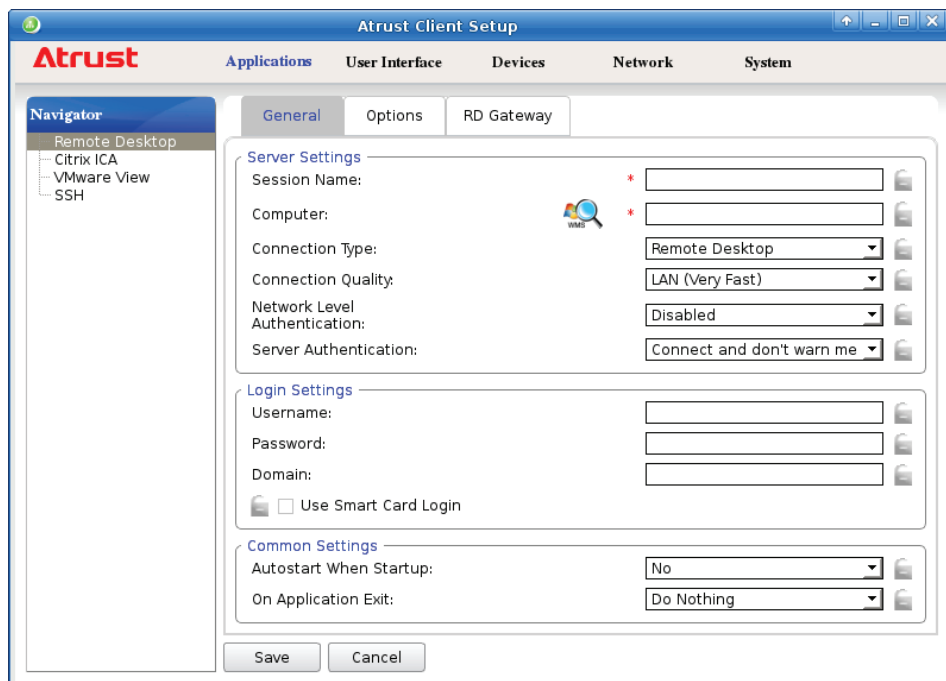 Atrust Client Setup
Atrust
Applications User Interface Devices Network System
Navigator
Remote Desktop
Citrix ICA
VMware View
SSH
General Options RD Gateway
Server Settings
Session Name: *
Computer: WMS *
Connection Type: Remote Desktop
Connection Quality: LAN (Very Fast)
Network Level
Authentication: Disabled
Server Authentication: Connect and don't warn me
Login Settings
Username:
Password:
Domain:
Use Smart Card Login
Common Settings
Autostart When Startup: No
On Application Exit: Do Nothing
Save Cancel